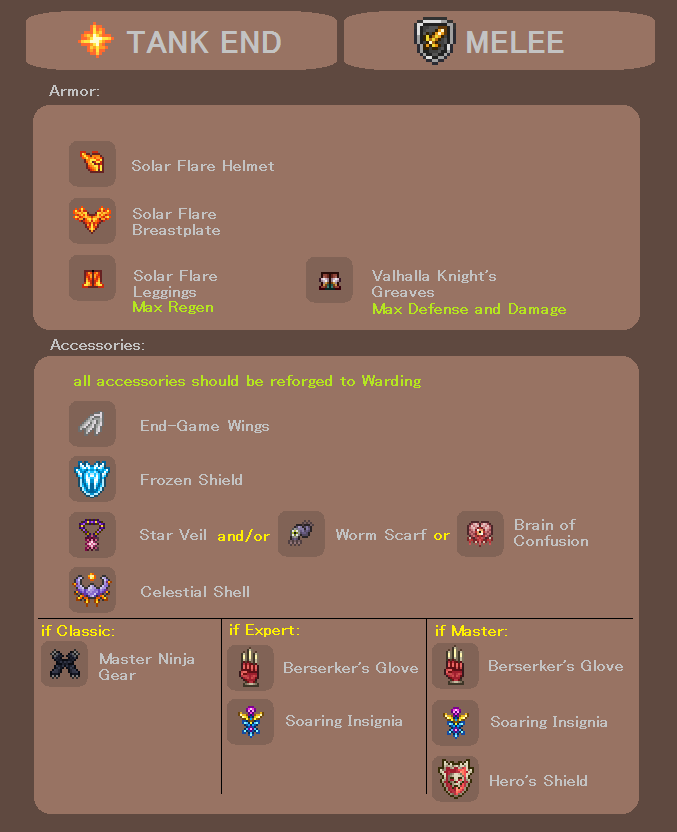 TANK END
MELEE
Armor:
Solar Flare Helmet
Solar Flare
Breastplate
Solar Flare
Leggings
Max Regen
Valhalla Knight's
Greaves
Max Defense and Damage
Accessories:
all accessories should be reforged to Warding
End-Game Wings
Frozen Shield
Star Veil and/or Worm Scarf or Brain of
Confusion
Celestial Shell
if Classic:
Master Ninja
Gear
if Expert:
Berserker's Glove
Soaring Insignia
if Master:
Berserker's Glove
Soaring Insignia
Hero's Shield